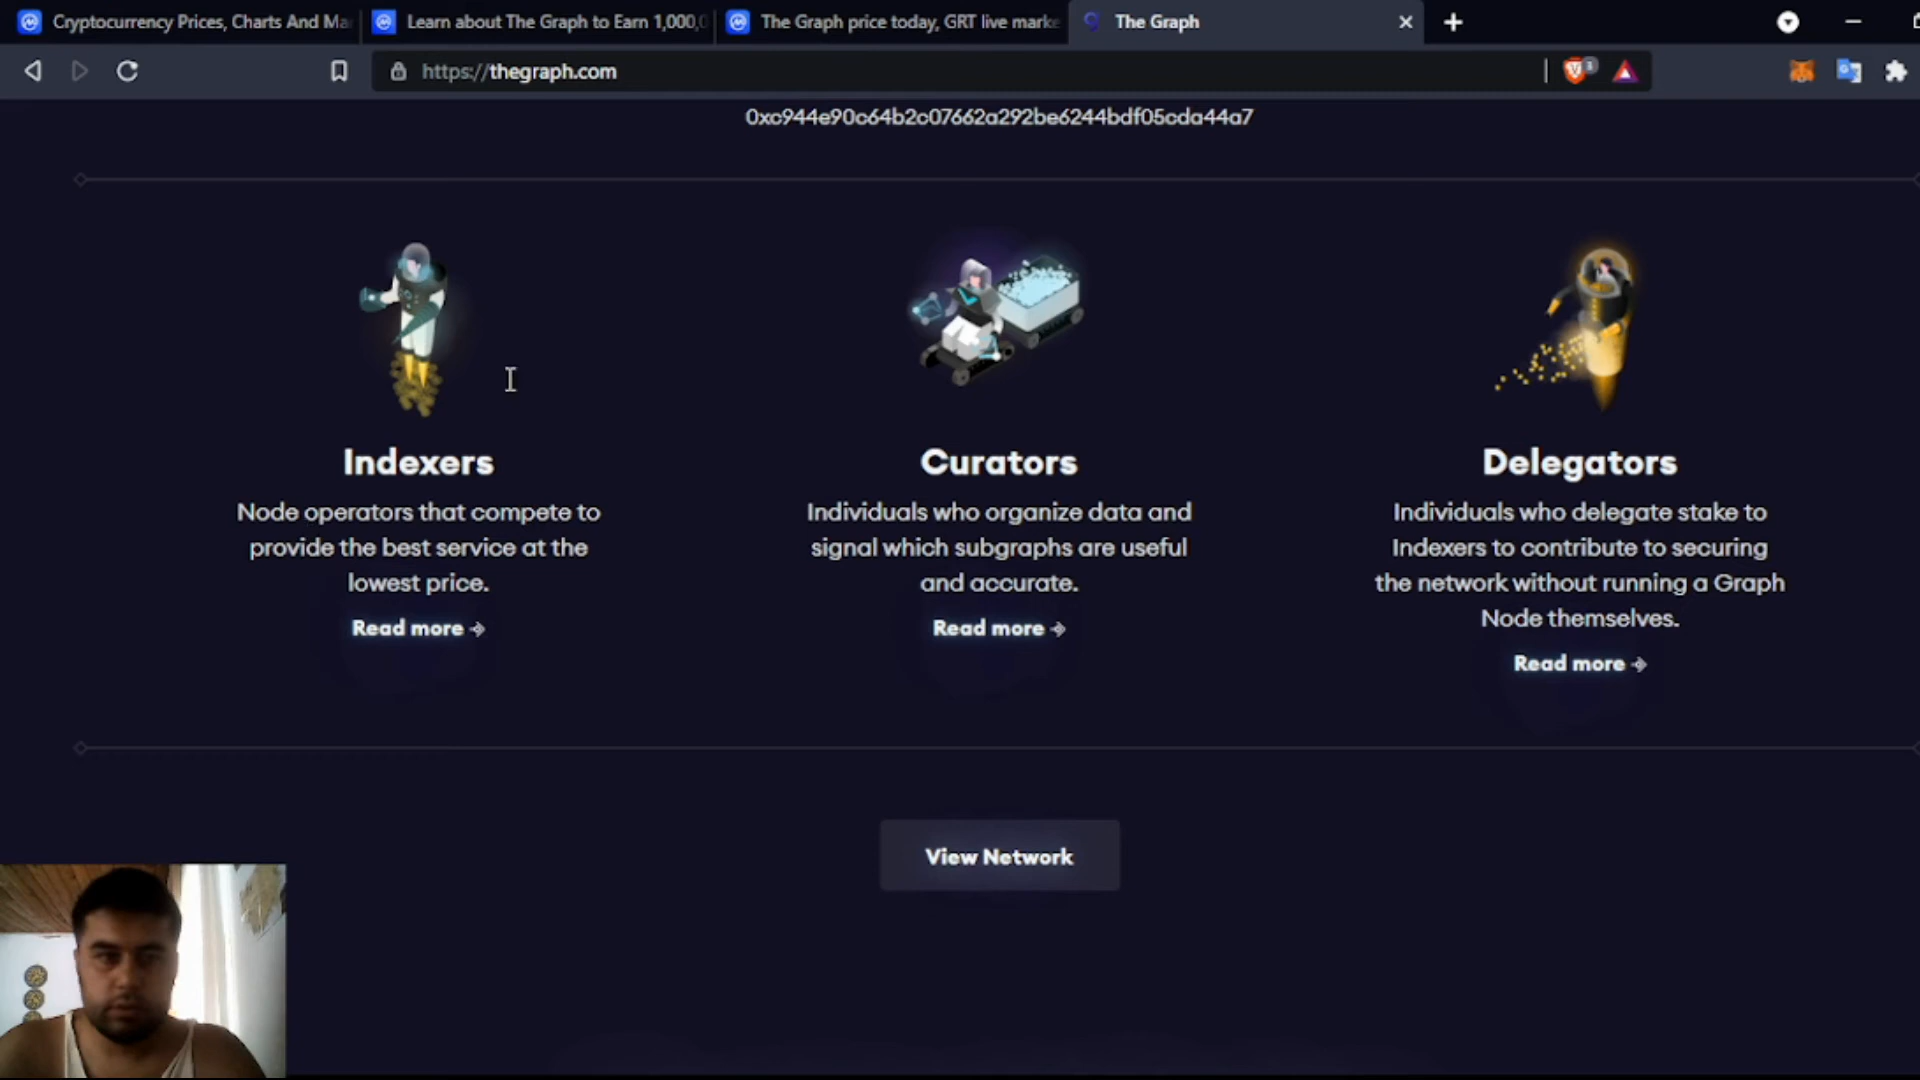 Cryptocurrency Prices, Charts And Ma
Learn about The Graph to Earn 1,000,0
The Graph price today, GRT live marke
The Graph
https://thegraph.com
0xc944e90c64b2c07662a292be6244bdf05cda44a7
Indexers
Node operators that compete to
provide the best service at the
lowest price.
Read more
Curators
Individuals who organize data and
signal which subgraphs are useful
and accurate.
Read more
Delegators
Individuals who delegate stake to
Indexers to contribute to securing
the network without running a Graph
Node themselves.
Read more
View Network